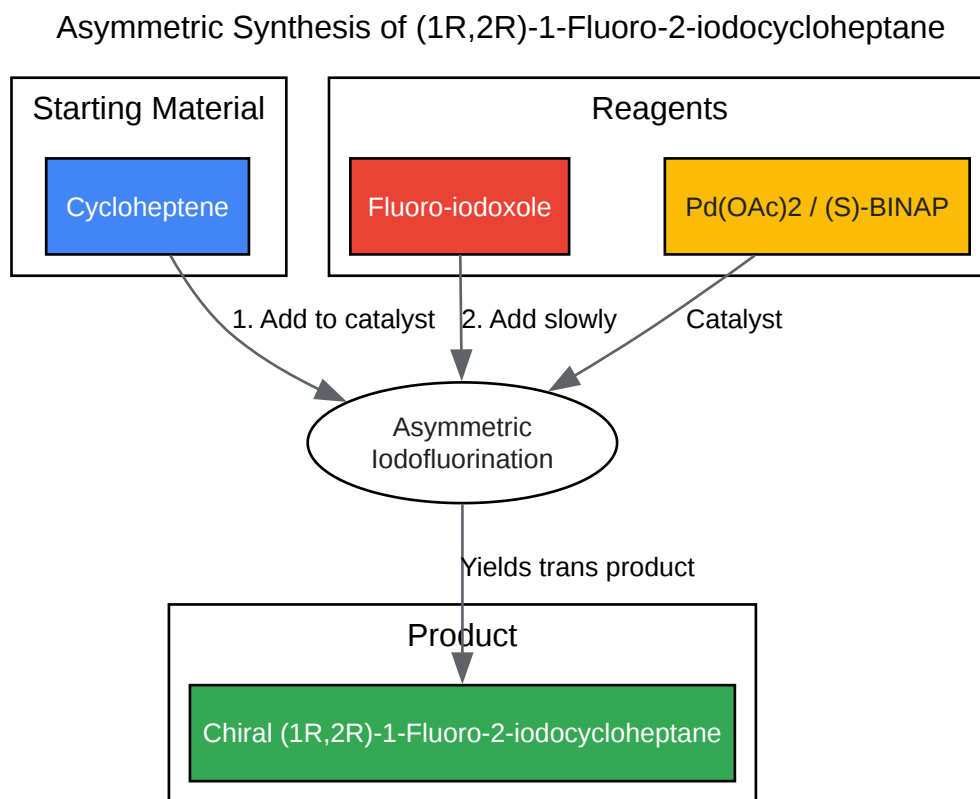 Asymmetric Synthesis of (1R,2R)-1-Fluoro-2-iodocycloheptane
Starting Material
Reagents
Cycloheptene
Fluoro-iodoxole
Pd(OAc)2 / (S)-BINAP
1. Add to catalyst
2. Add slowly
Catalyst
Asymmetric
Iodofluorination
Yields trans product
Product
Chiral (1R,2R)-1-Fluoro-2-iodocycloheptane